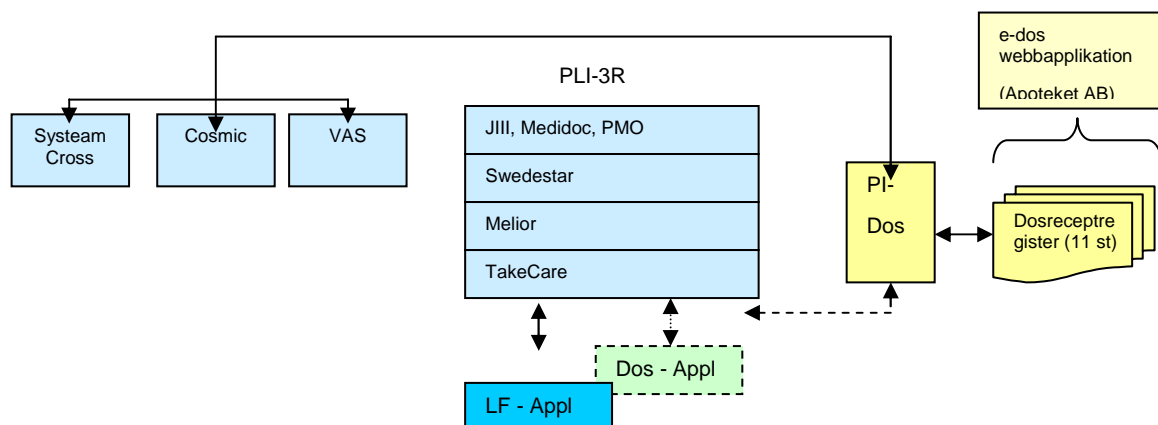 e-dos
webbapplikation
(Apoteket AB)
PLI-3R
Systeam
Cross
Cosmic
VAS
JIII, Medidoc, PMO
Swedestar
Melior
TakeCare
PI-
Dos
Dosreceptre
gister (11 st)
Dos - Appl
LF - Appl